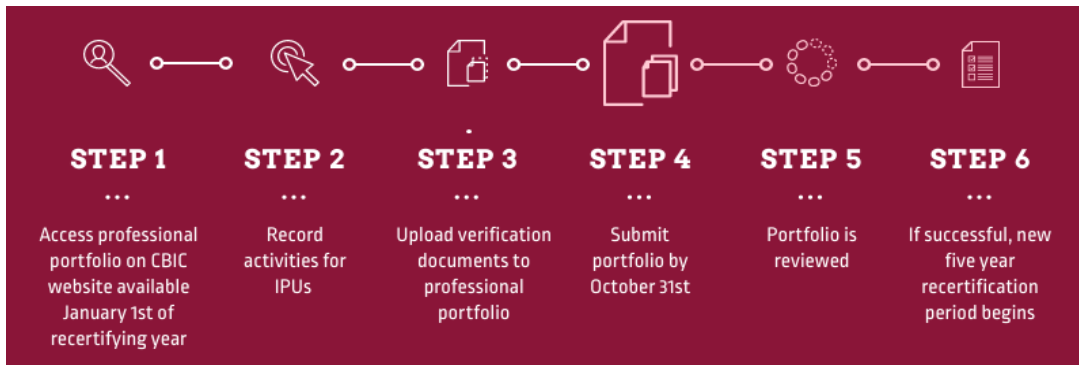 STEP 1
...
Access professional
portfolio on CBIC
website available
January 1st of
recertifying year
STEP 2
...
Record
activities for
IPUs
STEP 3
...
Upload verification
documents to
professional
portfolio
STEP 4
...
Submit
portfolio by
October 31st
STEP 5
...
Portfolio is
reviewed
STEP 6
...
If successful, new
five year
recertification
period begins